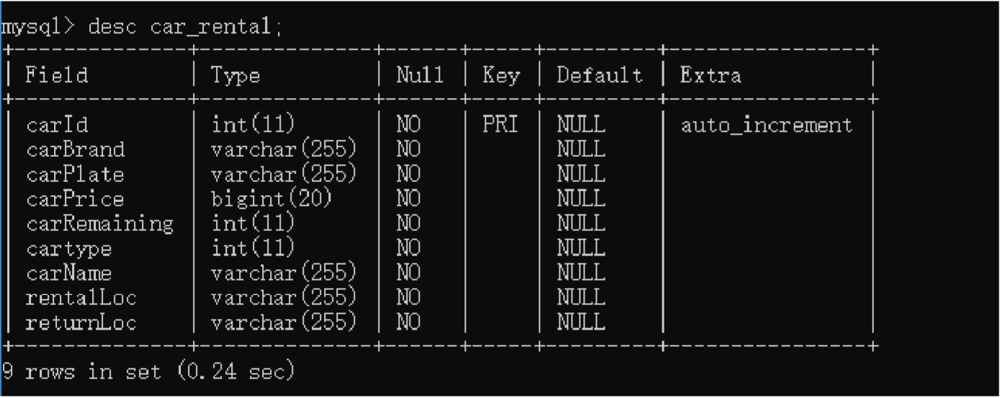 mysql> desc car_rental;
+--------------+--------------+------+-----+---------+----------------+
| Field        | Type         | Null | Key | Default | Extra          |
+--------------+--------------+------+-----+---------+----------------+
| carId        | int(11)      | NO   | PRI | NULL    | auto_increment |
| carBrand     | varchar(255) | NO   |     | NULL    |                |
| carPlate     | varchar(255) | NO   |     | NULL    |                |
| carPrice     | bigint(20)   | NO   |     | NULL    |                |
| carRemaining | int(11)      | NO   |     | NULL    |                |
| cartype      | int(11)      | NO   |     | NULL    |                |
| carName      | varchar(255) | NO   |     | NULL    |                |
| rentalLoc    | varchar(255) | NO   |     | NULL    |                |
| returnLoc    | varchar(255) | NO   |     | NULL    |                |
+--------------+--------------+------+-----+---------+----------------+
9 rows in set (0.24 sec)